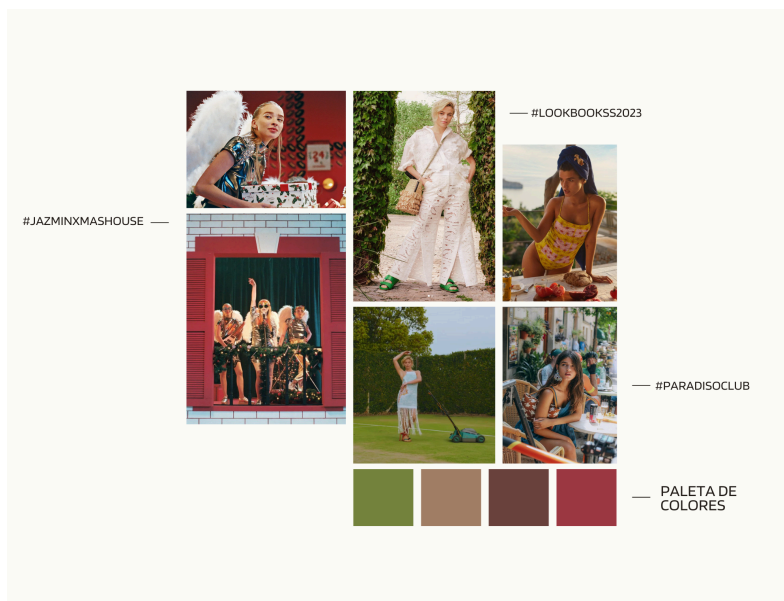 #LOOKBOOKSS2023
#JAZMINXMASHOUSE
#PARADISOCLUB
PALETA DE
COLORES